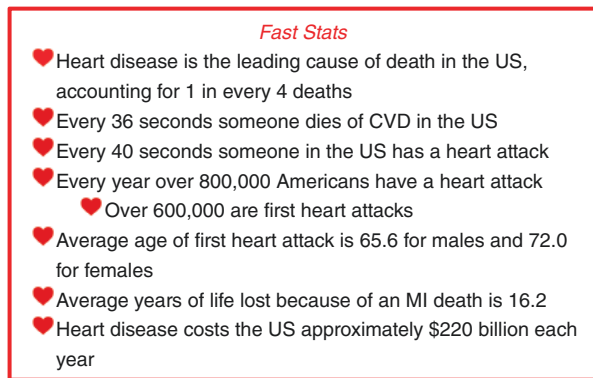 Fast Stats
Heart disease is the leading cause of death in the US,
accounting for 1 in every 4 deaths
Every 36 seconds someone dies of CVD in the US
Every 40 seconds someone in the US has a heart attack
Every year over 800,000 Americans have a heart attack
Over 600,000 are first heart attacks
Average age of first heart attack is 65.6 for males and 72.0
for females
Average years of life lost because of an MI death is 16.2
Heart disease costs the US approximately $220 billion each
year